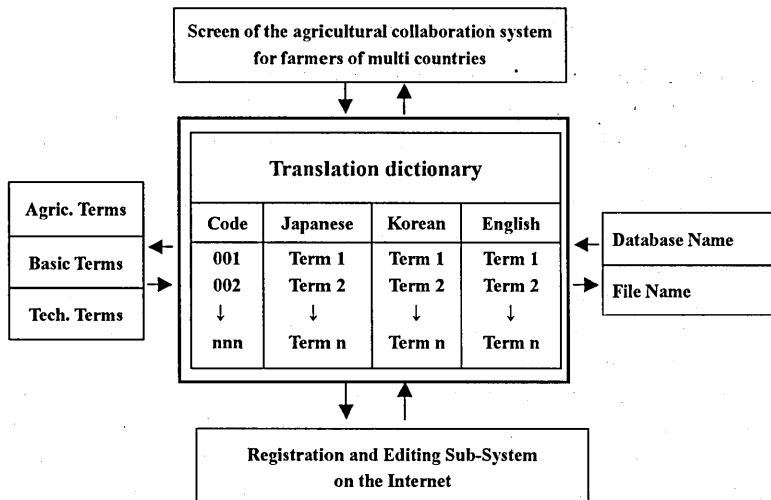 Screen of the agricultural collaboration system
for farmers of multi countries
Translation dictionary
Agric. Terms
Basic Terms
Tech. Terms
Code Japanese Korean English
001 Term 1 Term 1 Term 1
002 Term 2 Term 2 Term 2
↓ ↓ ↓ ↓
nnn Term n Term n Term n
Database Name
File Name
Registration and Editing Sub-System
on the Internet